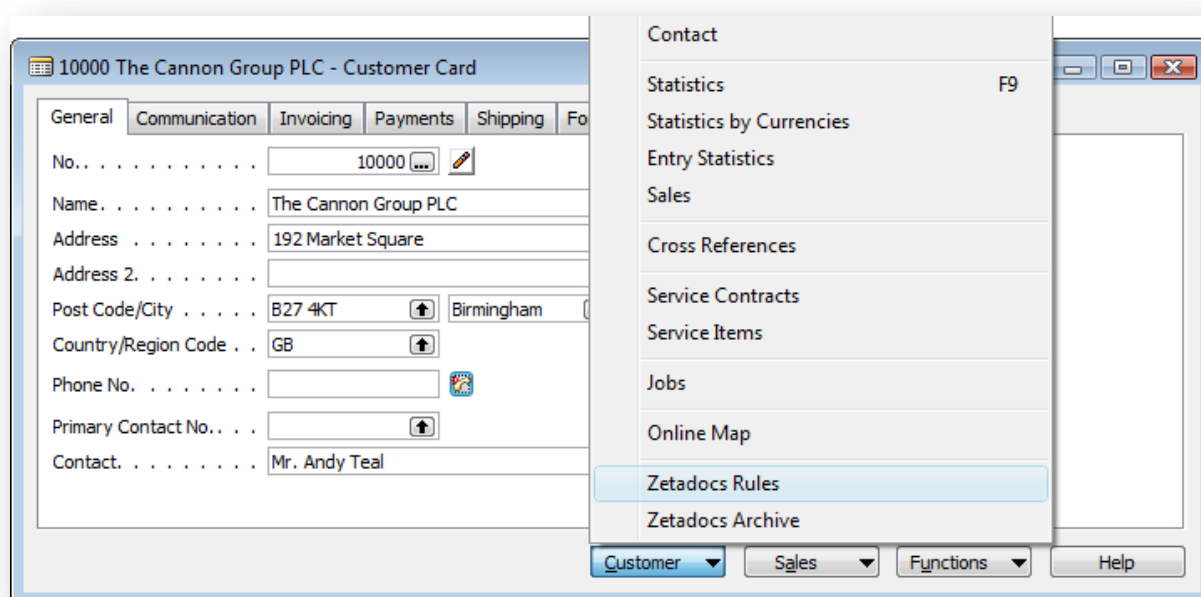 10000 The Cannon Group PLC - Customer Card
General Communication Invoicing Payments Shipping Fo
No.. . . . . . . . . . . 10000 ...
Name. . . . . . . . . . The Cannon Group PLC
Address . . . . . . . . 192 Market Square
Address 2. . . . . . . .
Post Code/City . . . . . B27 4KT Birmingham
Country/Region Code . . GB
Phone No. . . . . . . .
Primary Contact No.. . .
Contact. . . . . . . . . Mr. Andy Teal
Contact
Statistics F9
Statistics by Currencies
Entry Statistics
Sales
Cross References
Service Contracts
Service Items
Jobs
Online Map
Zetadocs Rules
Zetadocs Archive
Customer Sales Functions Help